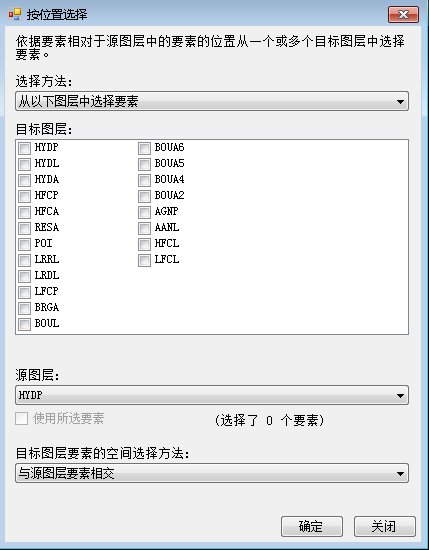 按位置选择
依据要素相对于源图层中的要素的位置从一个或多个目标图层中选择
要素。
选择方法:
从以下图层中选择要素
目标图层:
HYDP
HYDL
HYDA
HFCP
HFCA
RESA
POI
LRRL
LRDL
LFCP
BRGA
BOUL
BOUA6
BOUA5
BOUA4
BOUA2
AGNP
AANL
HFCL
LFCL
源图层:
HYDP
使用所选要素 (选择了 0 个要素)
目标图层要素的空间选择方法:
与源图层要素相交
确定 关闭